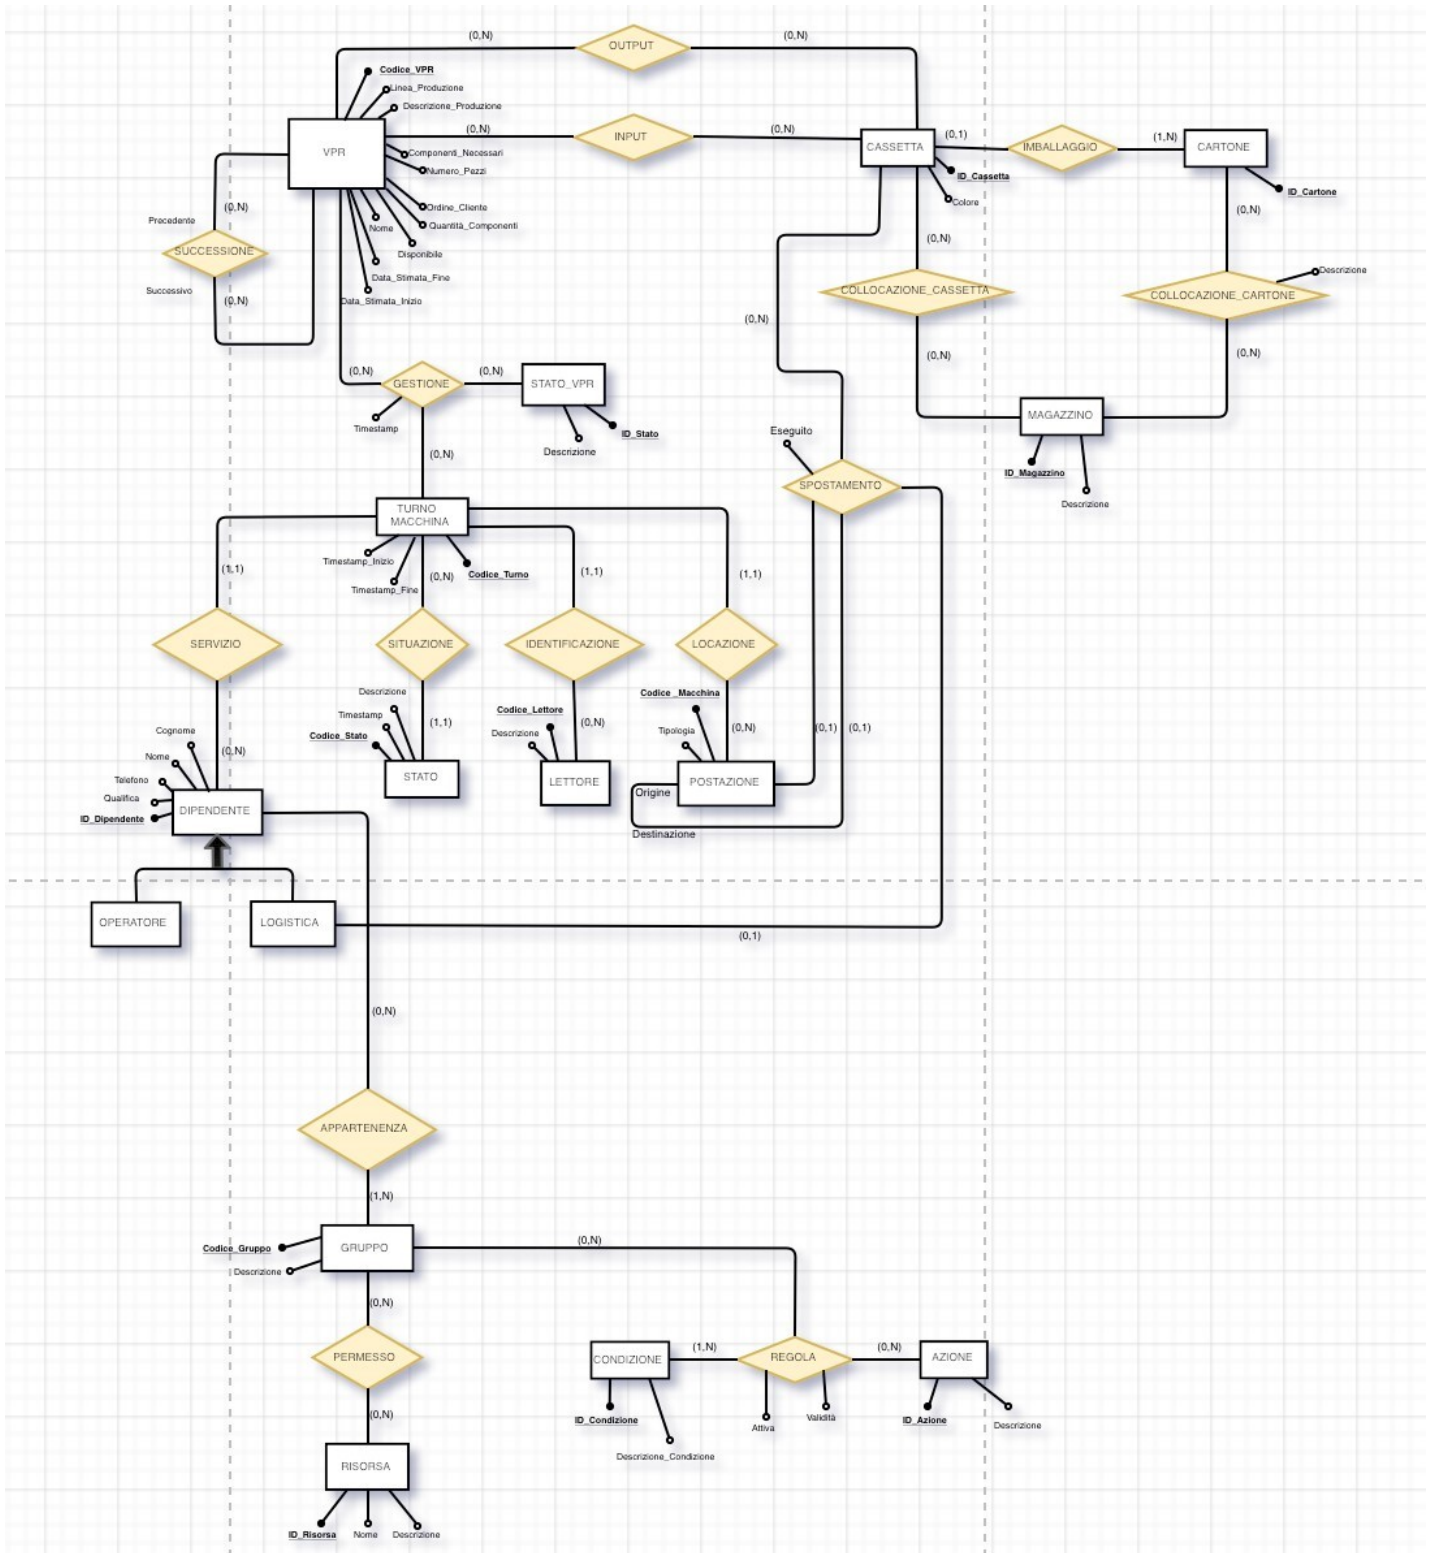 (0,N)
OUTPUT
(0,N)
Codice_VPR
Linea_Produzione
Descrizione_Produzione
VPR
(0,N)
INPUT
(0,N)
CASSETTA
(0,1)
IMBALLAGGIO
(1,N)
CARTONE
Componenti_Necessari
Numero_Pezzi
ID_Cassetta
ID_Cartone
Colore
Ordine_Cliente
Quantità_Componenti
Nome
Disponibile
Data_Stimata_Fine
Data_Stimata_Inizio
Precedente
(0,N)
SUCCESSIONE
Successivo
(0,N)
(0,N)
(0,N)
COLLOCAZIONE_CASSETTA
Descrizione
COLLOCAZIONE_CARTONE
(0,N)
(0,N)
(0,N)
(0,N)
GESTIONE
(0,N)
STATO_VPR
Timestamp
ID_Stato
Descrizione
MAGAZZINO
ID_Magazzino
Descrizione
Eseguito
SPOSTAMENTO
(0,N)
TURNO
MACCHINA
Timestamp_Inizio
Timestamp_Fine
Codice_Turno
(1,1)
(0,N)
(1,1)
(1,1)
SERVIZIO
SITUAZIONE
IDENTIFICAZIONE
LOCAZIONE
Descrizione
Timestamp
Codice_Stato
(1,1)
STATO
Codice_Lettore
Descrizione
(0,N)
LETTORE
Codice _Macchina
Tipologia
(0,N)
POSTAZIONE
(0,1)
(0,1)
Origine
Destinazione
Cognome
Nome
Telefono
Qualifica
ID_Dipendente
(0,N)
DIPENDENTE
OPERATORE
LOGISTICA
(0,1)
(0,N)
APPARTENENZA
(1,N)
Codice_Gruppo
Descrizione
GRUPPO
(0,N)
(0,N)
PERMESSO
(0,N)
CONDIZIONE
(1,N)
REGOLA
(0,N)
AZIONE
ID_Condizione
Descrizione_Condizione
Attiva
Validità
ID_Azione
Descrizione
RISORSA
ID_Risorsa
Nome
Descrizione